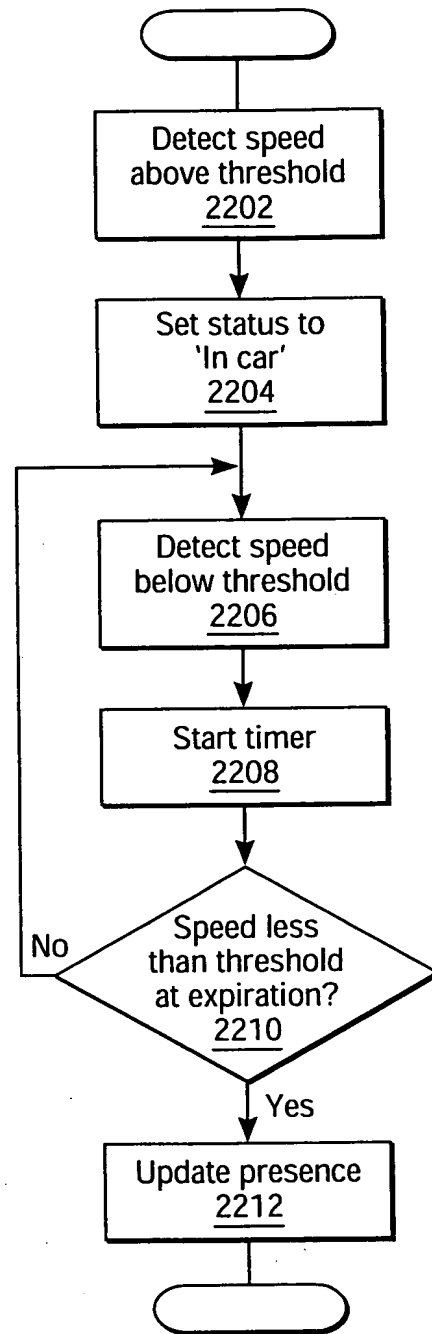 Detect speed
above threshold
2202
Set status to
'In car'
2204
Detect speed
below threshold
2206
Start timer
2208
Speed less
than threshold
at expiration?
2210
No
Yes
Update presence
2212